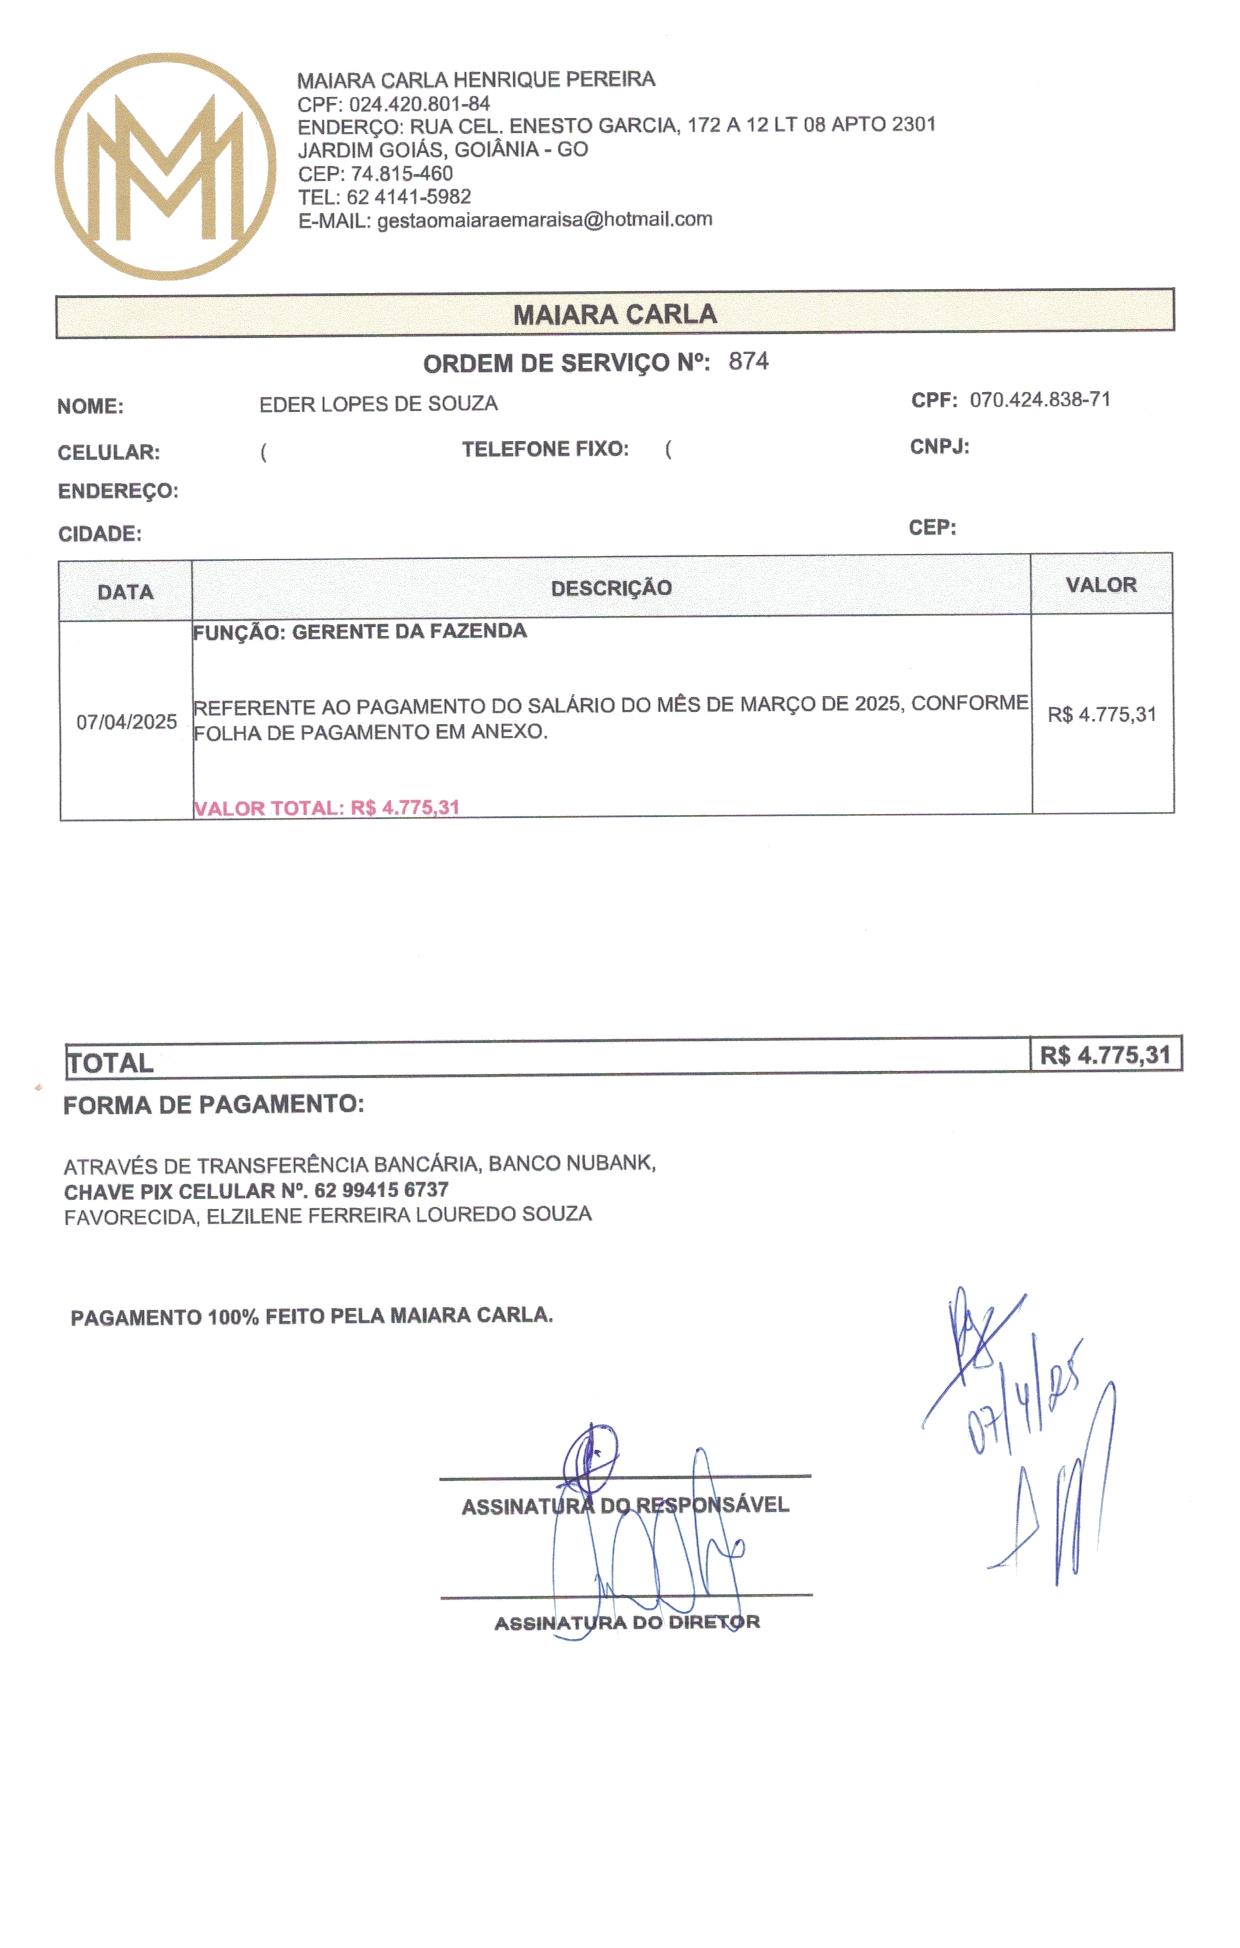 MAIARA CARLA HENRIQUE PEREIRA
CPF: 024.420.801-84
ENDERÇO: RUA CEL. ENESTO GARCIA, 172 A 12 LT 08 APTO 2301
JARDIM GOIÁS, GOIÂNIA - GO
CEP: 74.815-460
TEL: 62 4141-5982
E-MAIL: gestaomaiaraemaraisa@hotmail.com
MAIARA CARLA
ORDEM DE SERVIÇO Nº: 874
NOME: EDER LOPES DE SOUZA CPF: 070.424.838-71
CELULAR: ( TELEFONE FIXO: ( CNPJ:
ENDEREÇO:
CIDADE: CEP:
DATA DESCRIÇÃO VALOR
FUNÇÃO: GERENTE DA FAZENDA
07/04/2025 REFERENTE AO PAGAMENTO DO SALÁRIO DO MÊS DE MARÇO DE 2025, CONFORME R$ 4.775,31
FOLHA DE PAGAMENTO EM ANEXO.
VALOR TOTAL: R$ 4.775,31
TOTAL R$ 4.775,31
FORMA DE PAGAMENTO:
ATRAVÉS DE TRANSFERÊNCIA BANCÁRIA, BANCO NUBANK,
CHAVE PIX CELULAR Nº. 62 99415 6737
FAVORECIDA, ELZILENE FERREIRA LOUREDO SOUZA
PAGAMENTO 100% FEITO PELA MAIARA CARLA.
07/4/25
ASSINATURA DO RESPONSÁVEL
ASSINATURA DO DIRETOR